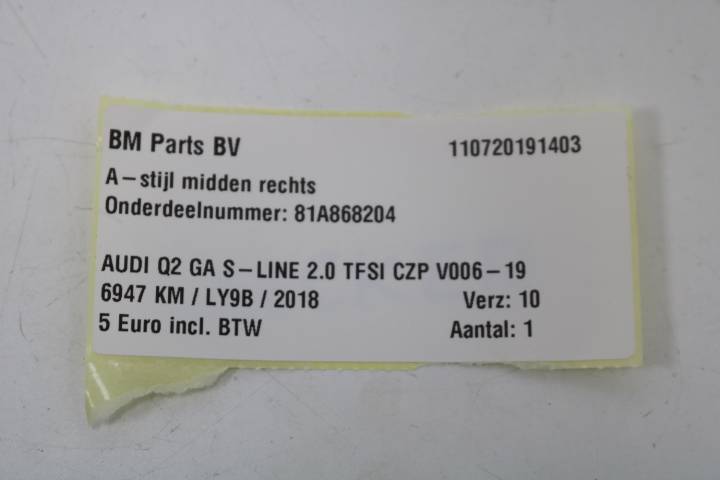 BM Parts BV 110720191403
A-stijl midden rechts
Onderdeelnummer: 81A868204
AUDI Q2 GA S-LINE 2.0 TFSI CZP V006-19
6947 KM / LY9B / 2018 Verz: 10
5 Euro incl. BTW Aantal: 1